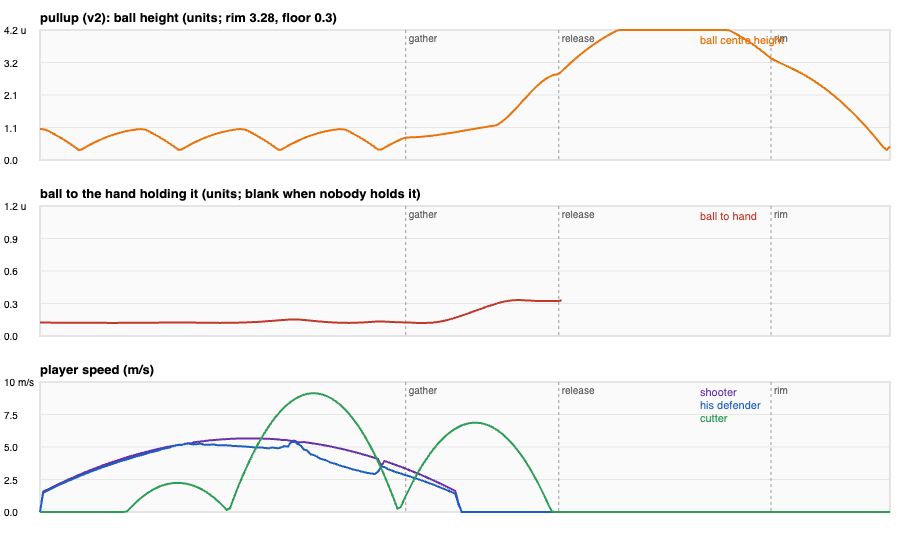 pullup (v2): ball height (units; rim 3.28, floor 0.3)
4.2 u
gather
release
rim
ball centre height
3.2
2.1
1.1
0.0
ball to the hand holding it (units; blank when nobody holds it)
1.2 u
gather
release
ball to hand
rim
0.9
0.6
0.3
0.0
player speed (m/s)
10 m/s
gather
release
shooter
rim
his defender
cutter
7.5
5.0
2.5
0.0